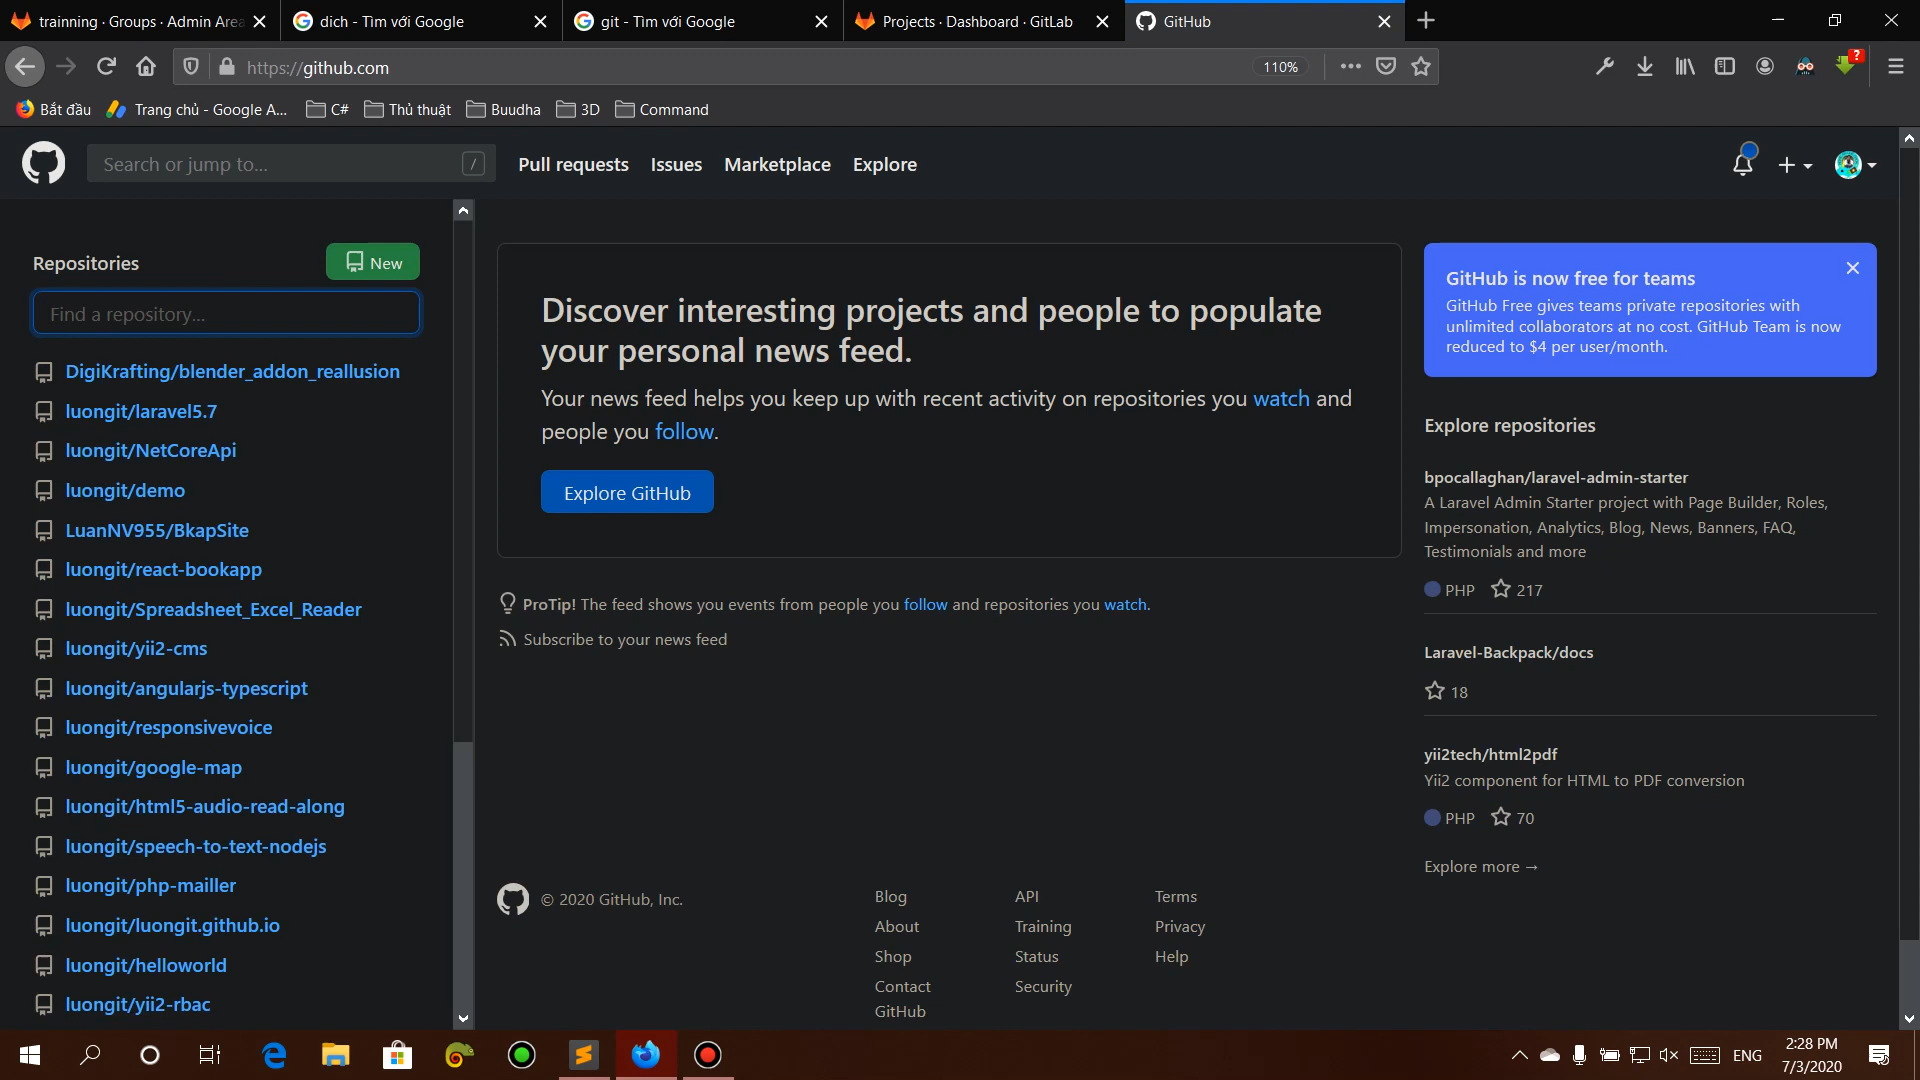 trainning · Groups · Admin Area
dich - Tìm với Google
git - Tìm với Google
Projects · Dashboard · GitLab
GitHub
https://github.com
110%
?
Bắt đầu
Trang chủ - Google A...
C#
Thủ thuật
Buudha
3D
Command
Search or jump to...
/
Pull requests
Issues
Marketplace
Explore
Repositories
New
Find a repository...
DigiKrafting/blender_addon_reallusion
luongit/laravel5.7
luongit/NetCoreApi
luongit/demo
LuanNV955/BkapSite
luongit/react-bookapp
luongit/Spreadsheet_Excel_Reader
luongit/yii2-cms
luongit/angularjs-typescript
luongit/responsivevoice
luongit/google-map
luongit/html5-audio-read-along
luongit/speech-to-text-nodejs
luongit/php-mailler
luongit/luongit.github.io
luongit/helloworld
luongit/yii2-rbac
Discover interesting projects and people to populate
your personal news feed.
Your news feed helps you keep up with recent activity on repositories you watch and
people you follow.
Explore GitHub
ProTip! The feed shows you events from people you follow and repositories you watch.
Subscribe to your news feed
© 2020 GitHub, Inc.
Blog
About
Shop
Contact
GitHub
API
Training
Status
Security
Terms
Privacy
Help
GitHub is now free for teams
GitHub Free gives teams private repositories with
unlimited collaborators at no cost. GitHub Team is now
reduced to $4 per user/month.
Explore repositories
bpocallaghan/laravel-admin-starter
A Laravel Admin Starter project with Page Builder, Roles,
Impersonation, Analytics, Blog, News, Banners, FAQ,
Testimonials and more
PHP 217
Laravel-Backpack/docs
18
yii2tech/html2pdf
Yii2 component for HTML to PDF conversion
PHP 70
Explore more →
ENG
2:28 PM
7/3/2020